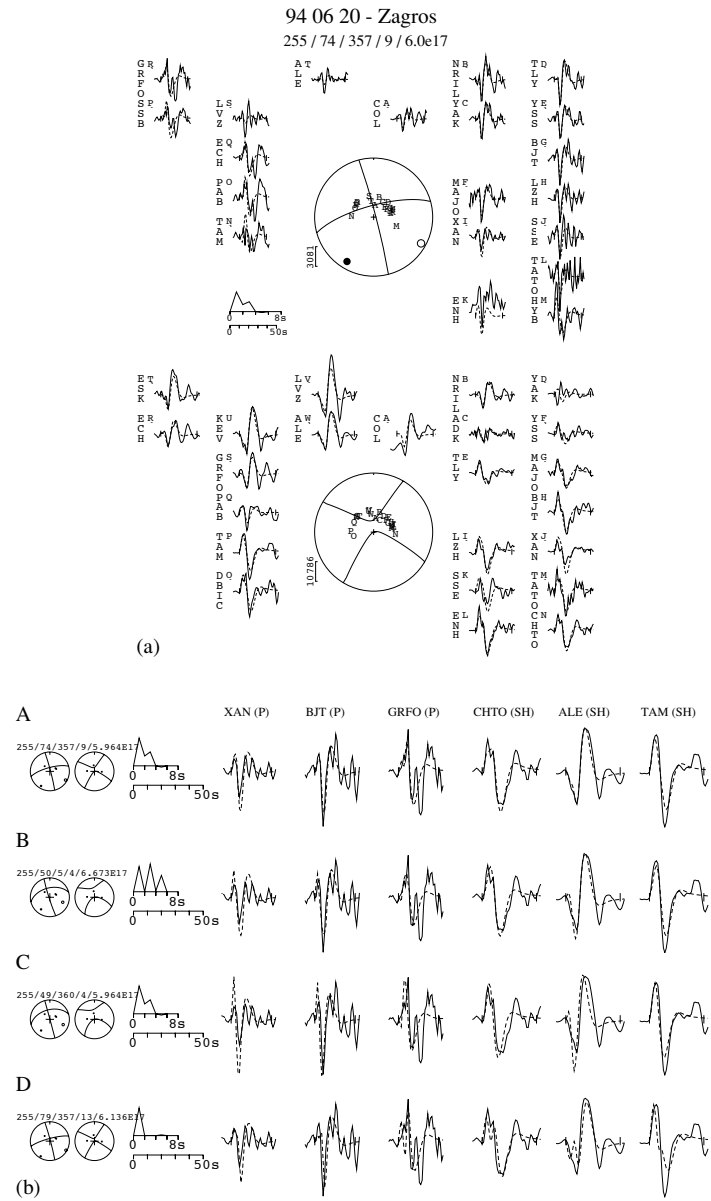 94 06 20 - Zagros
255 / 74 / 357 / 9 / 6.0e17
GRFO R
SSB P
LVZ S
ECH Q
PAB O
TAM N
ALE T
COL A
NRIL B
YAK C
MAJO F
XAN I
ENH K
TLY D
YSS E
BJT G
LZH H
SSE J
TATO L
HYB M
3081
0 8s
0 50s
ESK T
ECH R
KEV U
GRFO S
PAB Q
TAM P
DBIC O
LVZ V
ALE W
COL A
NRIL B
ADK C
TLY E
LZH I
SSE K
ENH L
YAK D
YSS F
MAJO G
BJT H
XAN J
TATO M
CHTO N
10786
(a)
XAN (P) BJT (P) GRFO (P) CHTO (SH) ALE (SH) TAM (SH)
A
255/74/357/9/5.964E17
0 8s
0 50s
B
255/50/5/4/6.673E17
0 8s
0 50s
C
255/49/360/4/5.964E17
0 8s
0 50s
D
255/79/357/13/6.136E17
0 8s
0 50s
(b)